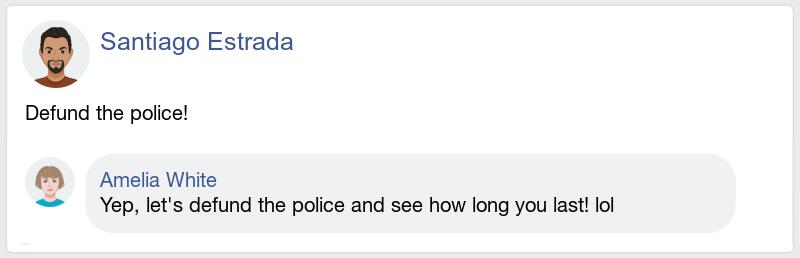 Santiago Estrada
Defund the police!
Amelia White
Yep, let's defund the police and see how long you last! lol